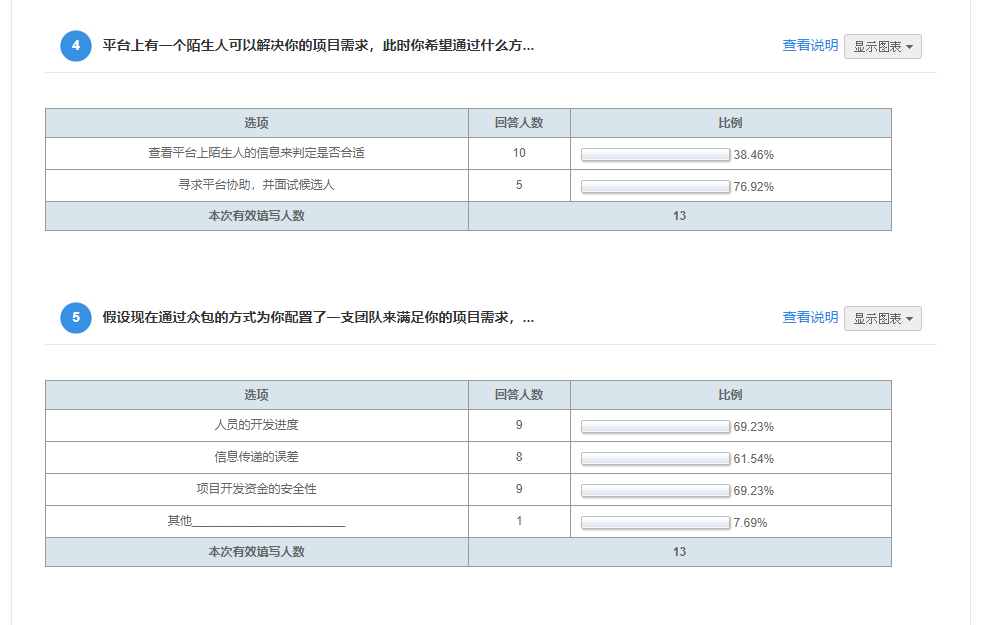 4 平台上有一个陌生人可以解决你的项目需求，此时你希望通过什么方... 查看说明 显示图表
选项 回答人数 比例
查看平台上陌生人的信息来判定是否合适 10 38.46%
寻求平台协助，并面试候选人 5 76.92%
本次有效填写人数 13
5 假设现在通过众包的方式为你配置了一支团队来满足你的项目需求，... 查看说明 显示图表
选项 回答人数 比例
人员的开发进度 9 69.23%
信息传递的误差 8 61.54%
项目开发资金的安全性 9 69.23%
其他______________________ 1 7.69%
本次有效填写人数 13